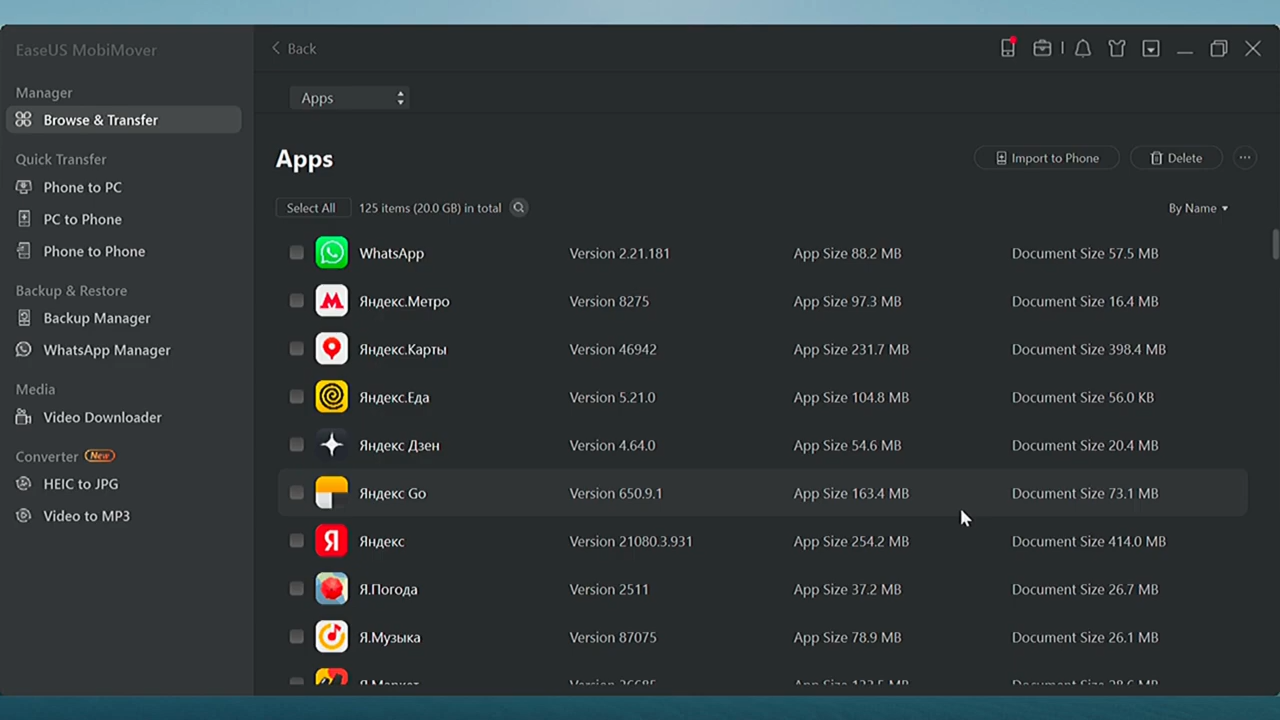 EaseUS MobiMover
Manager
Browse & Transfer
Quick Transfer
Phone to PC
PC to Phone
Phone to Phone
Backup & Restore
Backup Manager
WhatsApp Manager
Media
Video Downloader
Converter New
HEIC to JPG
Video to MP3
Back
Apps
Apps
Import to Phone
Delete
Select All 125 items (20.0 GB) in total
By Name
WhatsApp Version 2.21.181 App Size 88.2 MB Document Size 57.5 MB
Яндекс.Метро Version 8275 App Size 97.3 MB Document Size 16.4 MB
Яндекс.Карты Version 46942 App Size 231.7 MB Document Size 398.4 MB
Яндекс.Еда Version 5.21.0 App Size 104.8 MB Document Size 56.0 KB
Яндекс Дзен Version 4.64.0 App Size 54.6 MB Document Size 20.4 MB
Яндекс Go Version 650.9.1 App Size 163.4 MB Document Size 73.1 MB
Я Яндекс Version 21080.3.931 App Size 254.2 MB Document Size 414.0 MB
Я.Погода Version 2511 App Size 37.2 MB Document Size 26.7 MB
Я.Музыка Version 87075 App Size 78.9 MB Document Size 26.1 MB